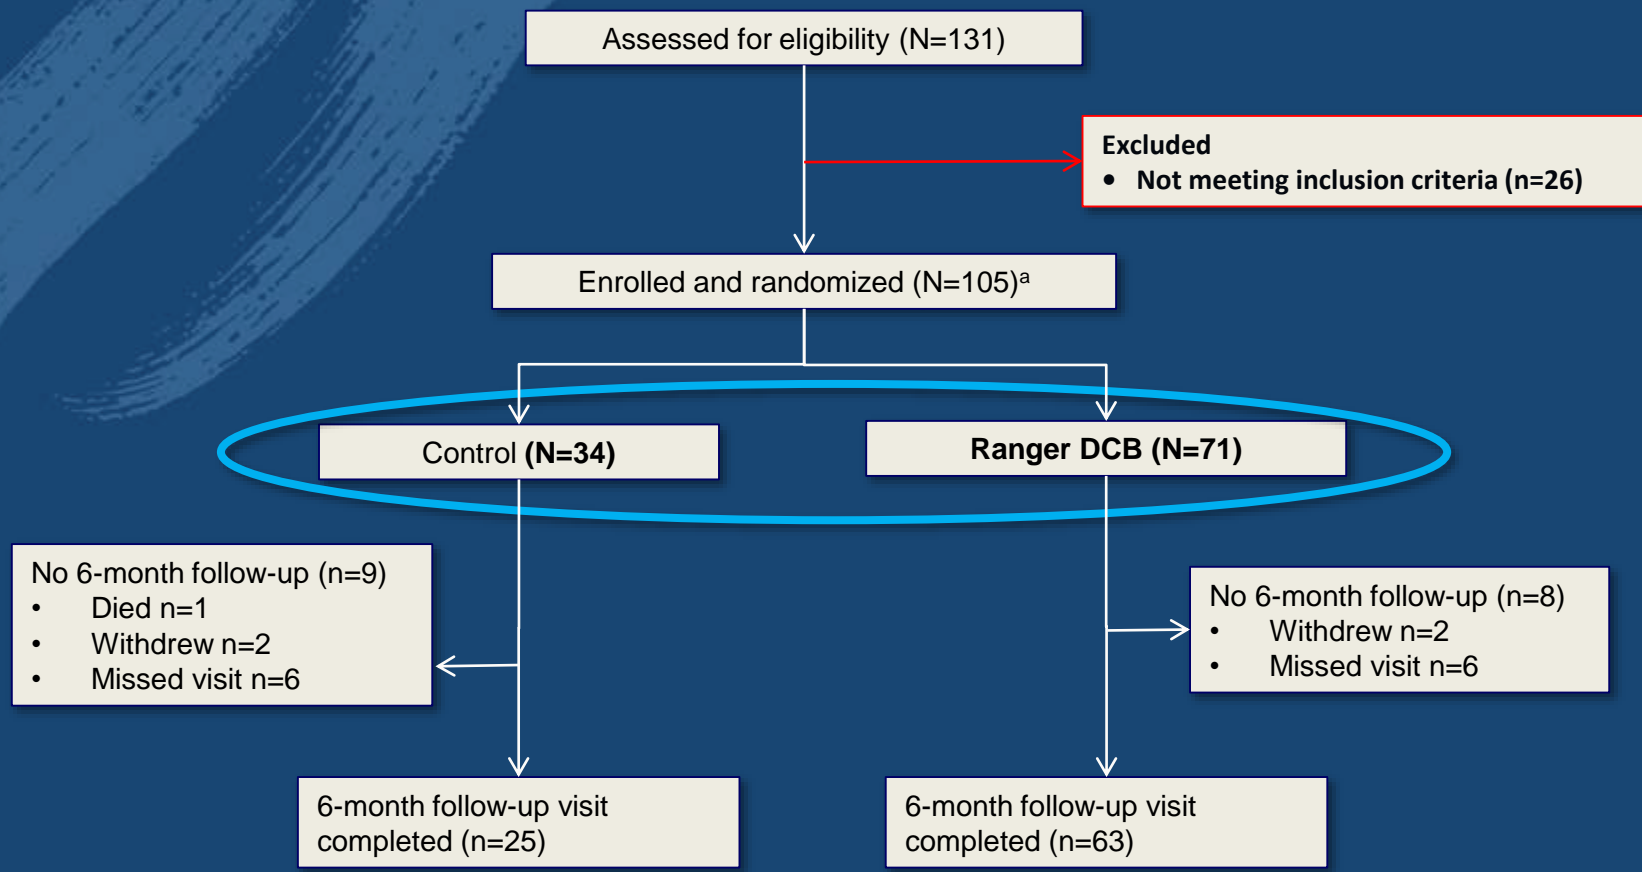 Assessed for eligibility (N=131)
Excluded
• Not meeting inclusion criteria (n=26)
Enrolled and randomized (N=105)ᵃ
Control (N=34)
Ranger DCB (N=71)
No 6-month follow-up (n=9)
• Died n=1
• Withdrew n=2
• Missed visit n=6
No 6-month follow-up (n=8)
• Withdrew n=2
• Missed visit n=6
6-month follow-up visit
completed (n=25)
6-month follow-up visit
completed (n=63)